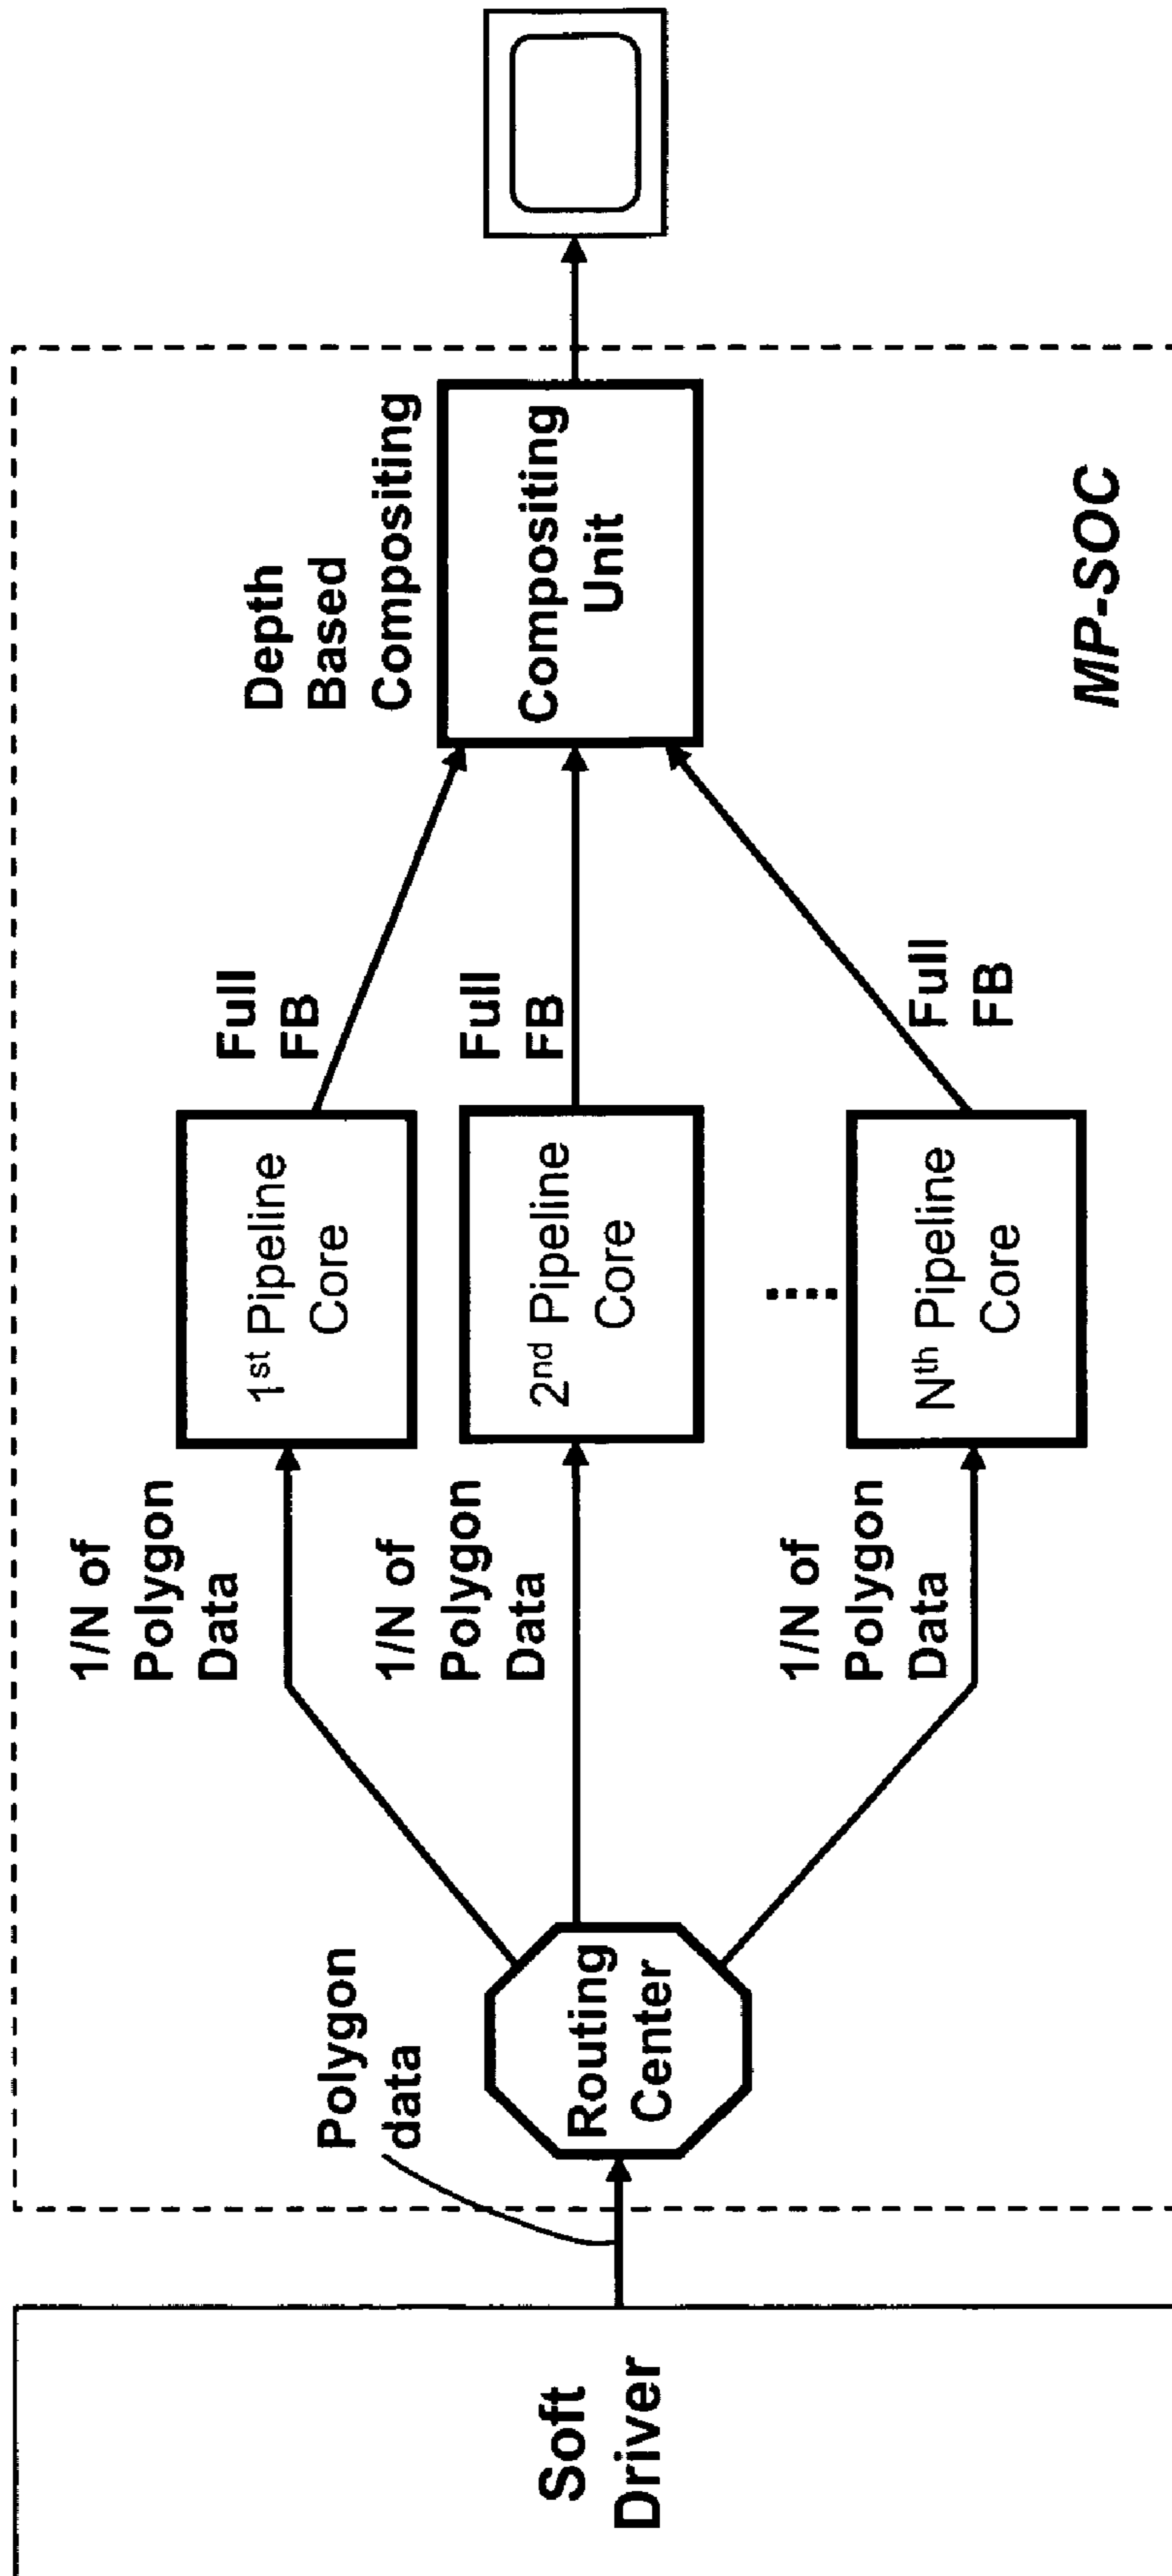 Soft
Driver
Polygon
data
Routing
Center
1/N of
Polygon
Data
1/N of
Polygon
Data
1/N of
Polygon
Data
1st Pipeline
Core
2nd Pipeline
Core
Nth Pipeline
Core
Full
FB
Full
FB
Full
FB
Depth
Based
Compositing
Compositing
Unit
MP-SOC